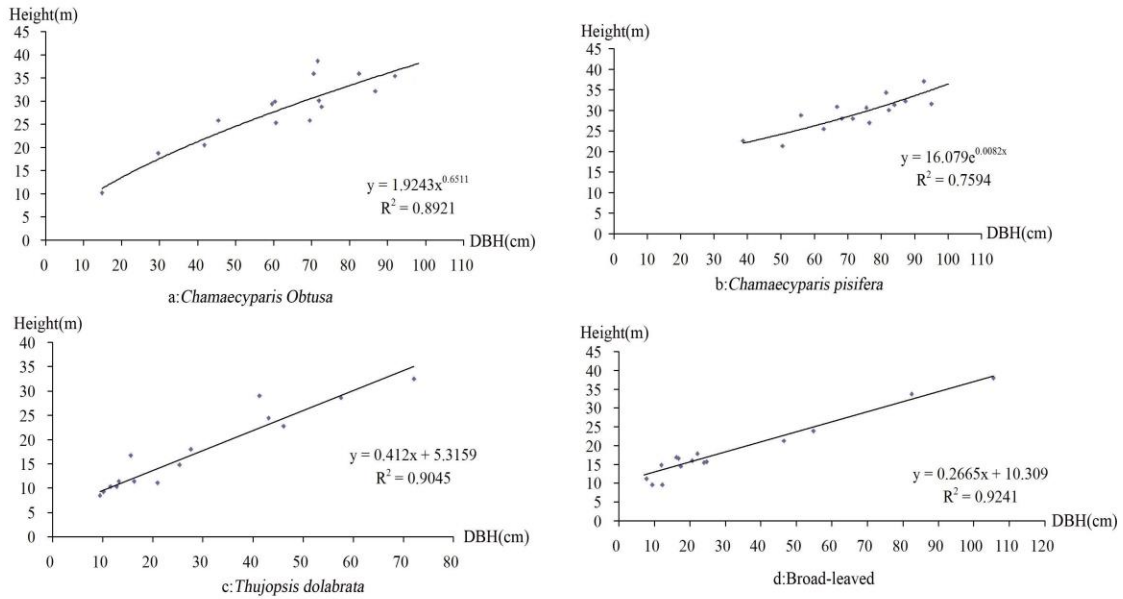 Height(m)
45
40
35
30
25
20
15
10
5
0
y = 1.9243x^0.6511
R² = 0.8921
DBH(cm)
0 10 20 30 40 50 60 70 80 90 100 110
a:Chamaecyparis Obtusa
Height(m)
45
40
35
30
25
20
15
10
5
0
y = 16.079e^0.0082x
R² = 0.7594
DBH(cm)
0 10 20 30 40 50 60 70 80 90 100 110
b:Chamaecyparis pisifera
Height(m)
40
35
30
25
20
15
10
5
0
y = 0.412x + 5.3159
R² = 0.9045
DBH(cm)
0 10 20 30 40 50 60 70 80
c:Thujopsis dolabrata
Height(m)
45
40
35
30
25
20
15
10
5
0
y = 0.2665x + 10.309
R² = 0.9241
DBH(cm)
0 10 20 30 40 50 60 70 80 90 100 110 120
d:Broad-leaved